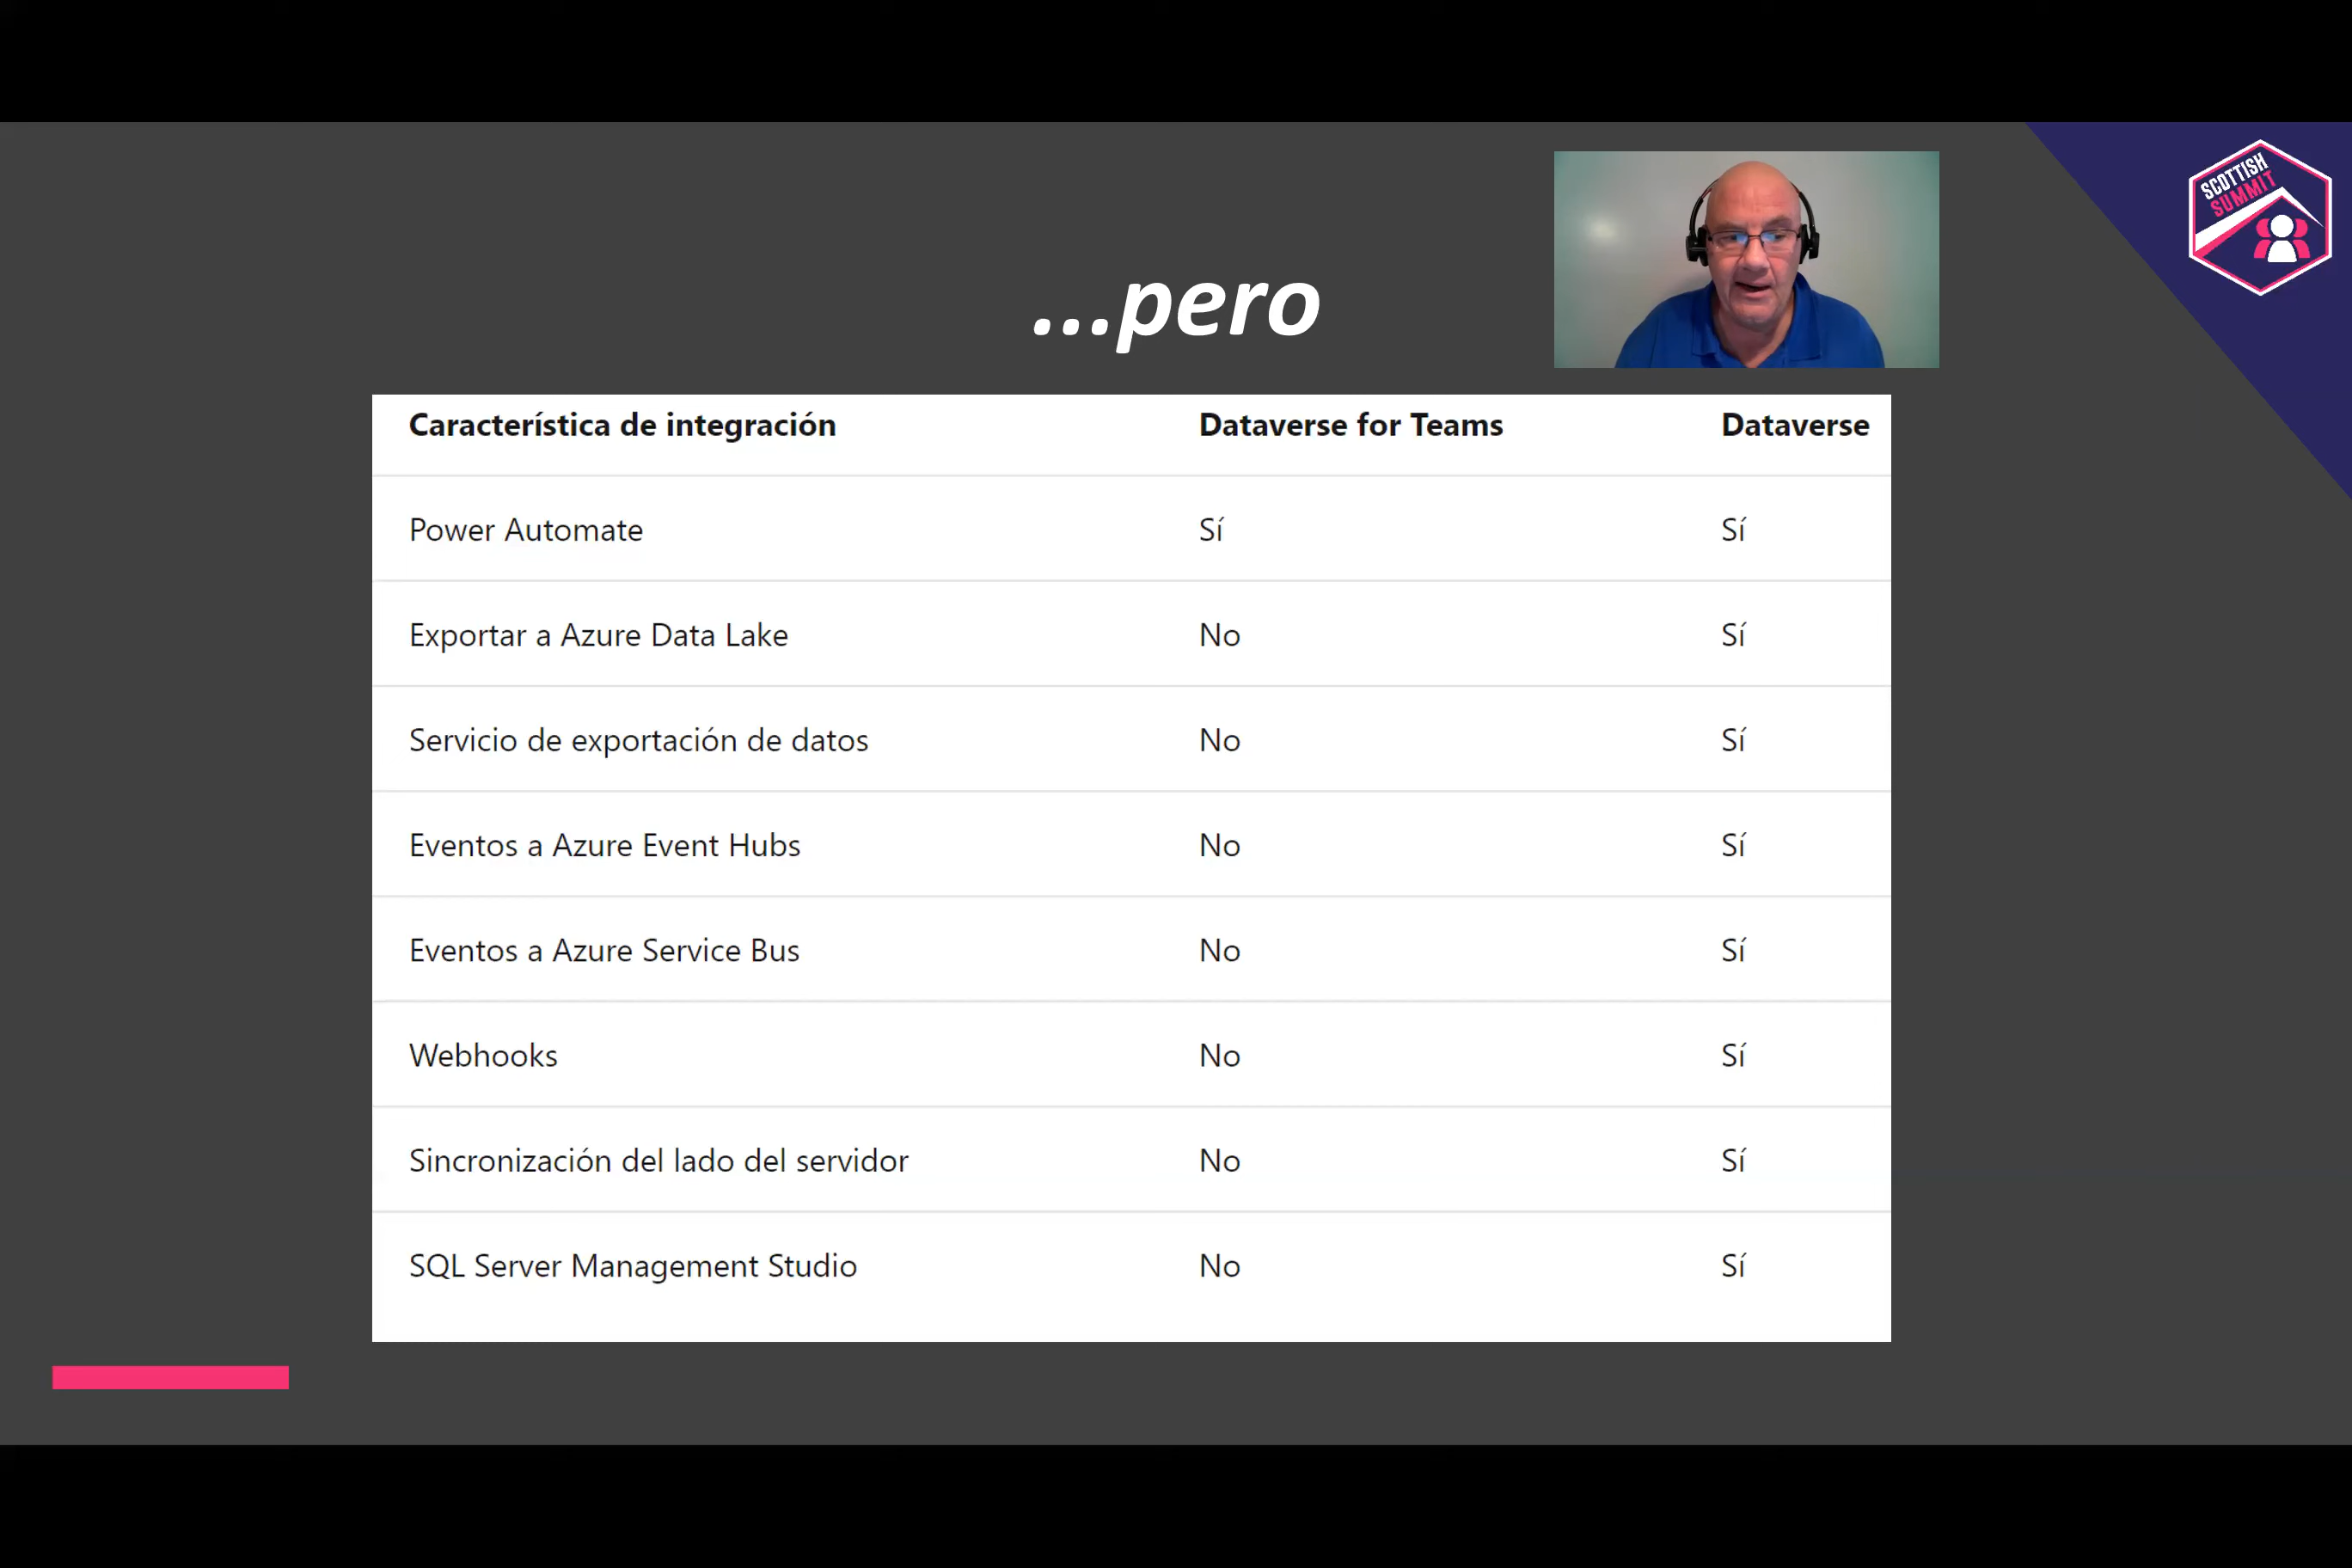 SCOTTISH
SUMMIT
...pero
Característica de integración Dataverse for Teams Dataverse
Power Automate Sí Sí
Exportar a Azure Data Lake No Sí
Servicio de exportación de datos No Sí
Eventos a Azure Event Hubs No Sí
Eventos a Azure Service Bus No Sí
Webhooks No Sí
Sincronización del lado del servidor No Sí
SQL Server Management Studio No Sí